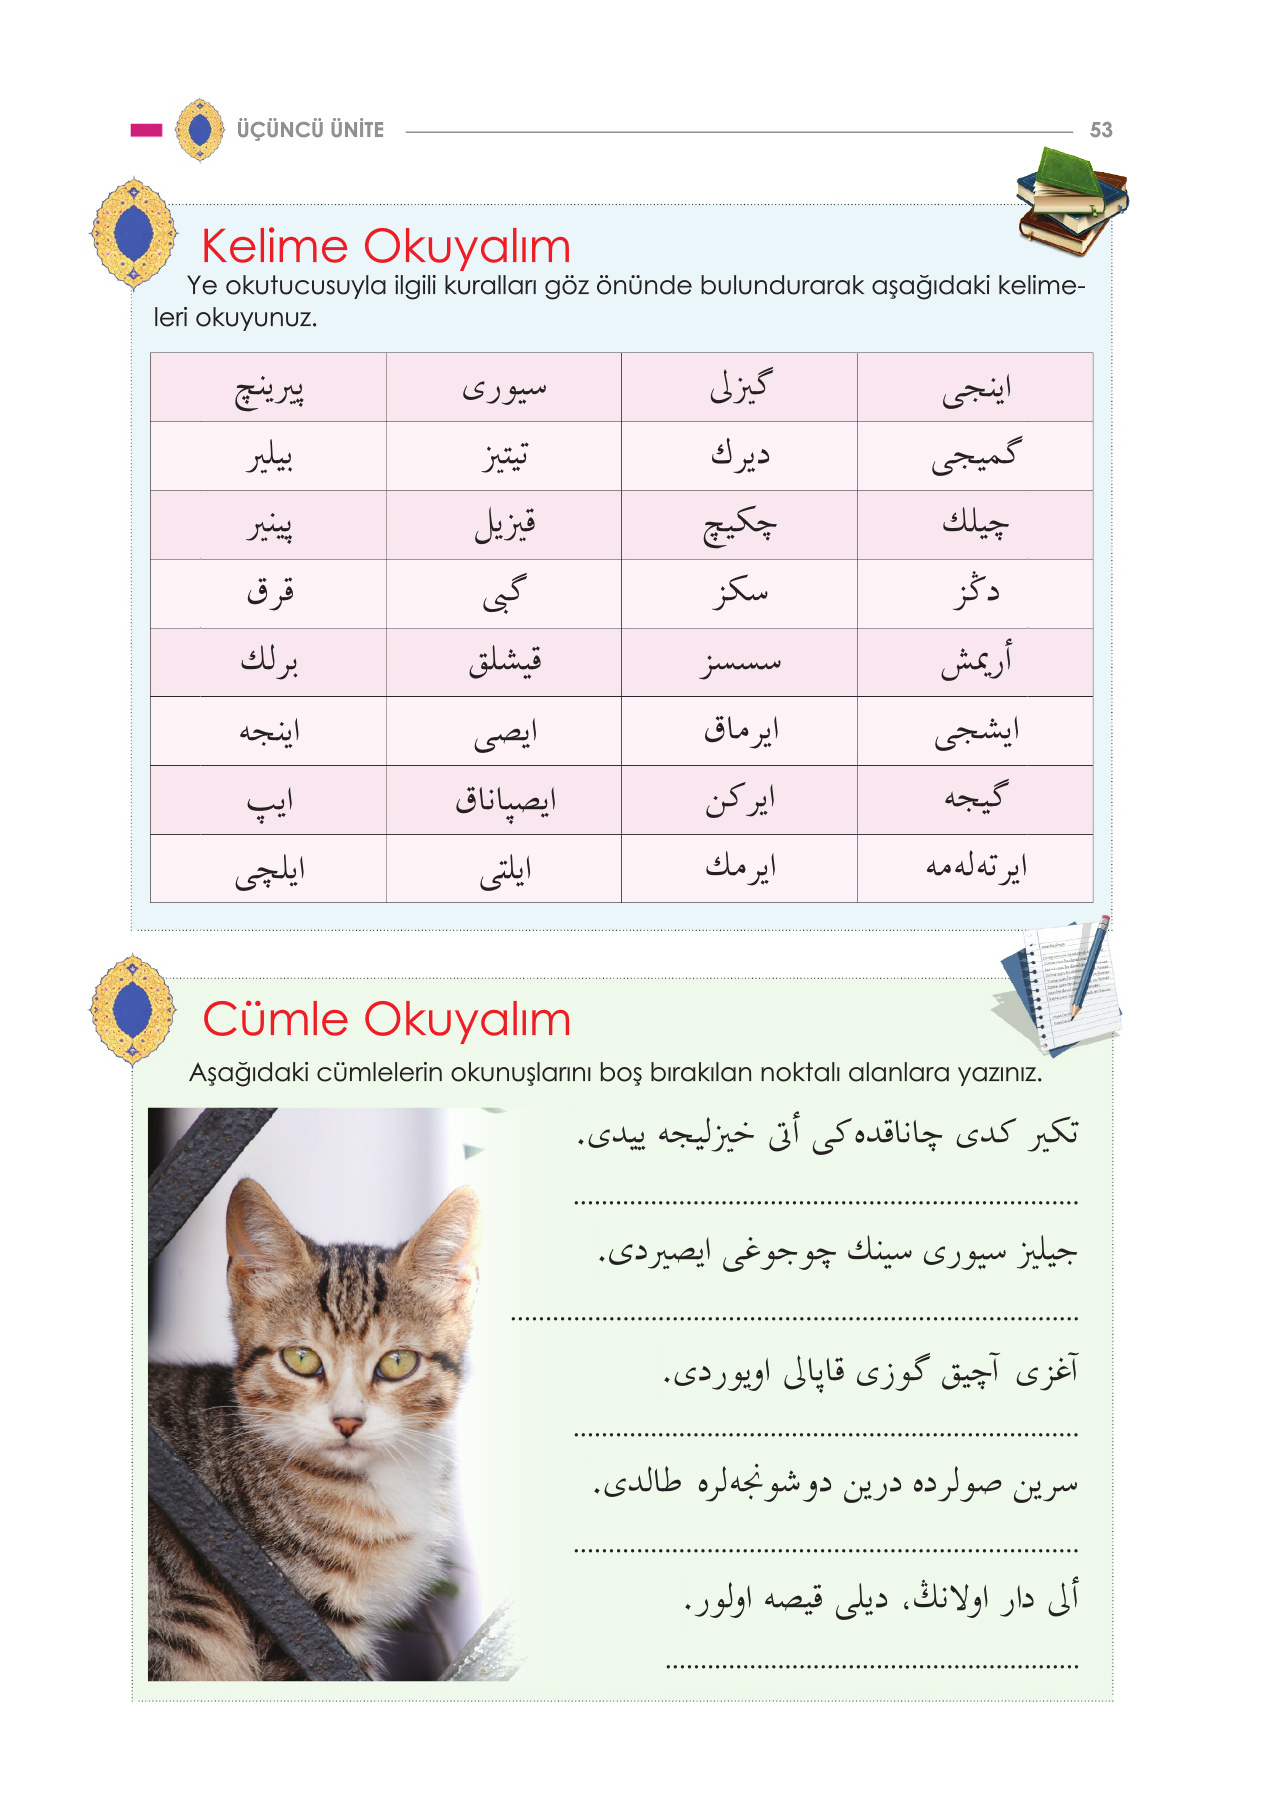 ÜÇÜNCÜ ÜNİTE 53
Kelime Okuyalım
Ye okutucusuyla ilgili kuralları göz önünde bulundurarak aşağıdaki kelime-
leri okuyunuz.
اينجى گيزلى سيورى پيرينچ
گميجى ديرك تيتيز بيلير
چيلك چكيچ قيزيل پينير
دڭز سكز گبى قرق
أريمش سسسز قيشلق برلك
ايشجى ايرماق ايصى اينجه
گيجه ايركن ايصپاناق ايپ
ايرته‌له‌مه ايرمك ايلتى ايلچى
Cümle Okuyalım
Aşağıdaki cümlelerin okunuşlarını boş bırakılan noktalı alanlara yazınız.
تكير كدى چاناقده‌كى أتى خيزليجه ييدى.
جيليز سيورى سينك چوجوغى ايصيردى.
آغزى آچيق گوزى قاپالى اويوردى.
سرين صولرده درين دوشونجه‌لره طالدى.
ألى دار اولانڭ، ديلى قيصه اولور.